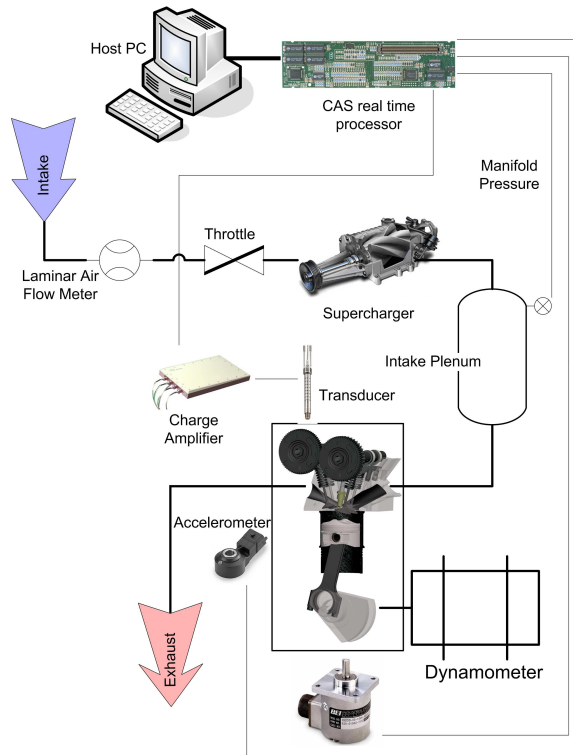 Host PC
CAS real time
processor
Intake
Manifold
Pressure
Throttle
Laminar Air
Flow Meter
Supercharger
Intake Plenum
Transducer
Charge
Amplifier
Accelerometer
Exhaust
Dynamometer
BEI